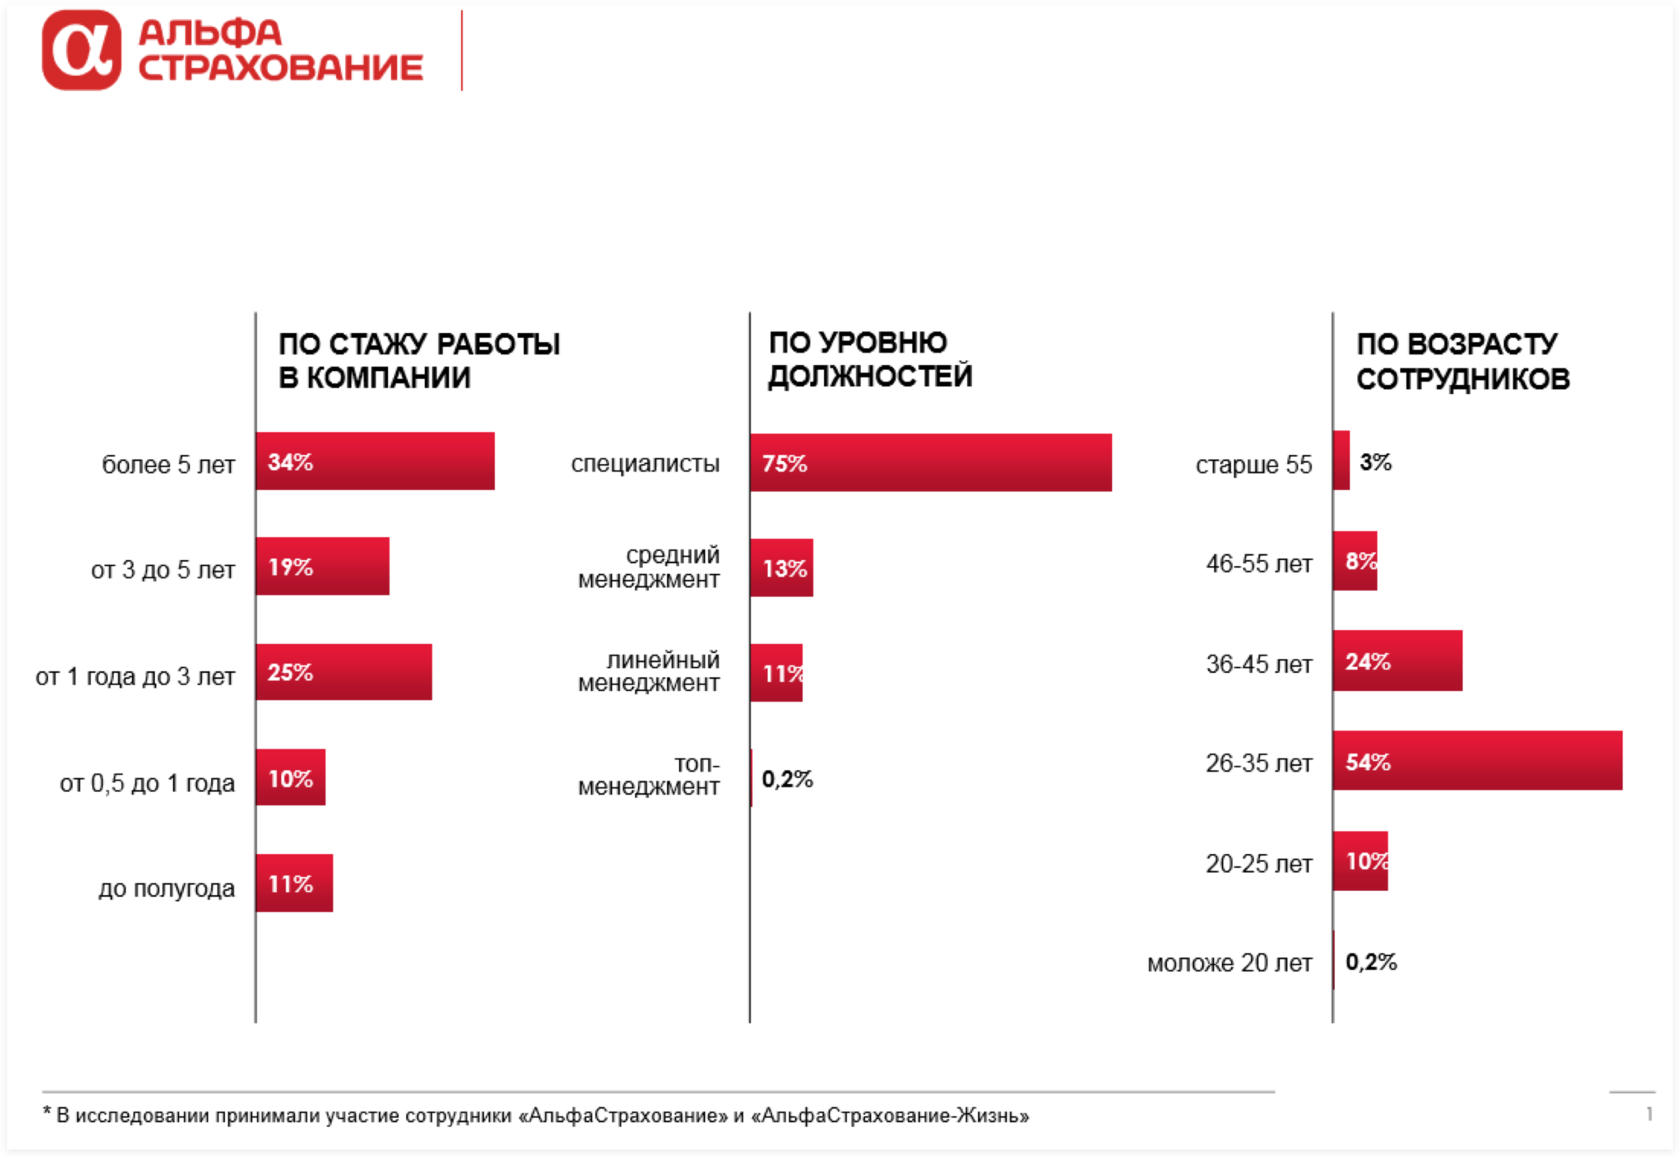 α АЛЬФА
СТРАХОВАНИЕ
ПО СТАЖУ РАБОТЫ
В КОМПАНИИ
более 5 лет 34%
от 3 до 5 лет 19%
от 1 года до 3 лет 25%
от 0,5 до 1 года 10%
до полугода 11%
ПО УРОВНЮ
ДОЛЖНОСТЕЙ
специалисты 75%
средний
менеджмент 13%
линейный
менеджмент 11%
топ-
менеджмент 0,2%
ПО ВОЗРАСТУ
СОТРУДНИКОВ
старше 55 3%
46-55 лет 8%
36-45 лет 24%
26-35 лет 54%
20-25 лет 10%
моложе 20 лет 0,2%
* В исследовании принимали участие сотрудники «АльфаСтрахование» и «АльфаСтрахование-Жизнь»
1